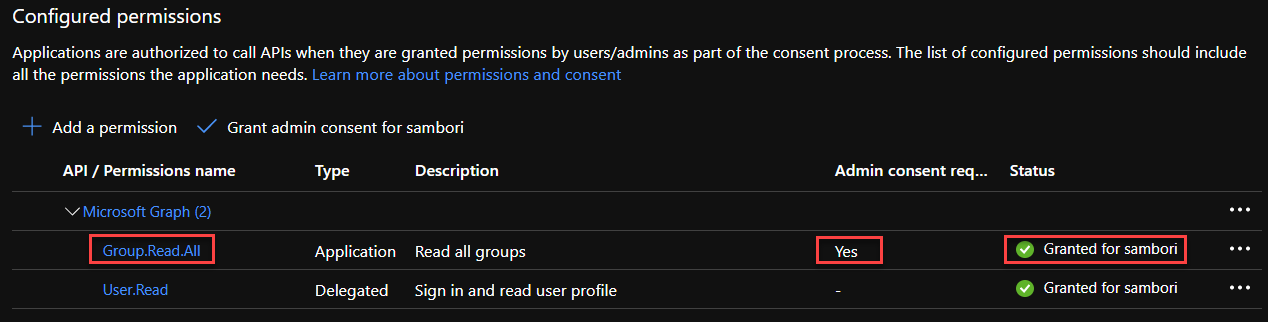 Configured permissions
Applications are authorized to call APIs when they are granted permissions by users/admins as part of the consent process. The list of configured permissions should include
all the permissions the application needs. Learn more about permissions and consent
Add a permission Grant admin consent for sambori
API / Permissions name Type Description Admin consent req... Status
Microsoft Graph (2) ...
Group.Read.All Application Read all groups Yes Granted for sambori ...
User.Read Delegated Sign in and read user profile - Granted for sambori ...